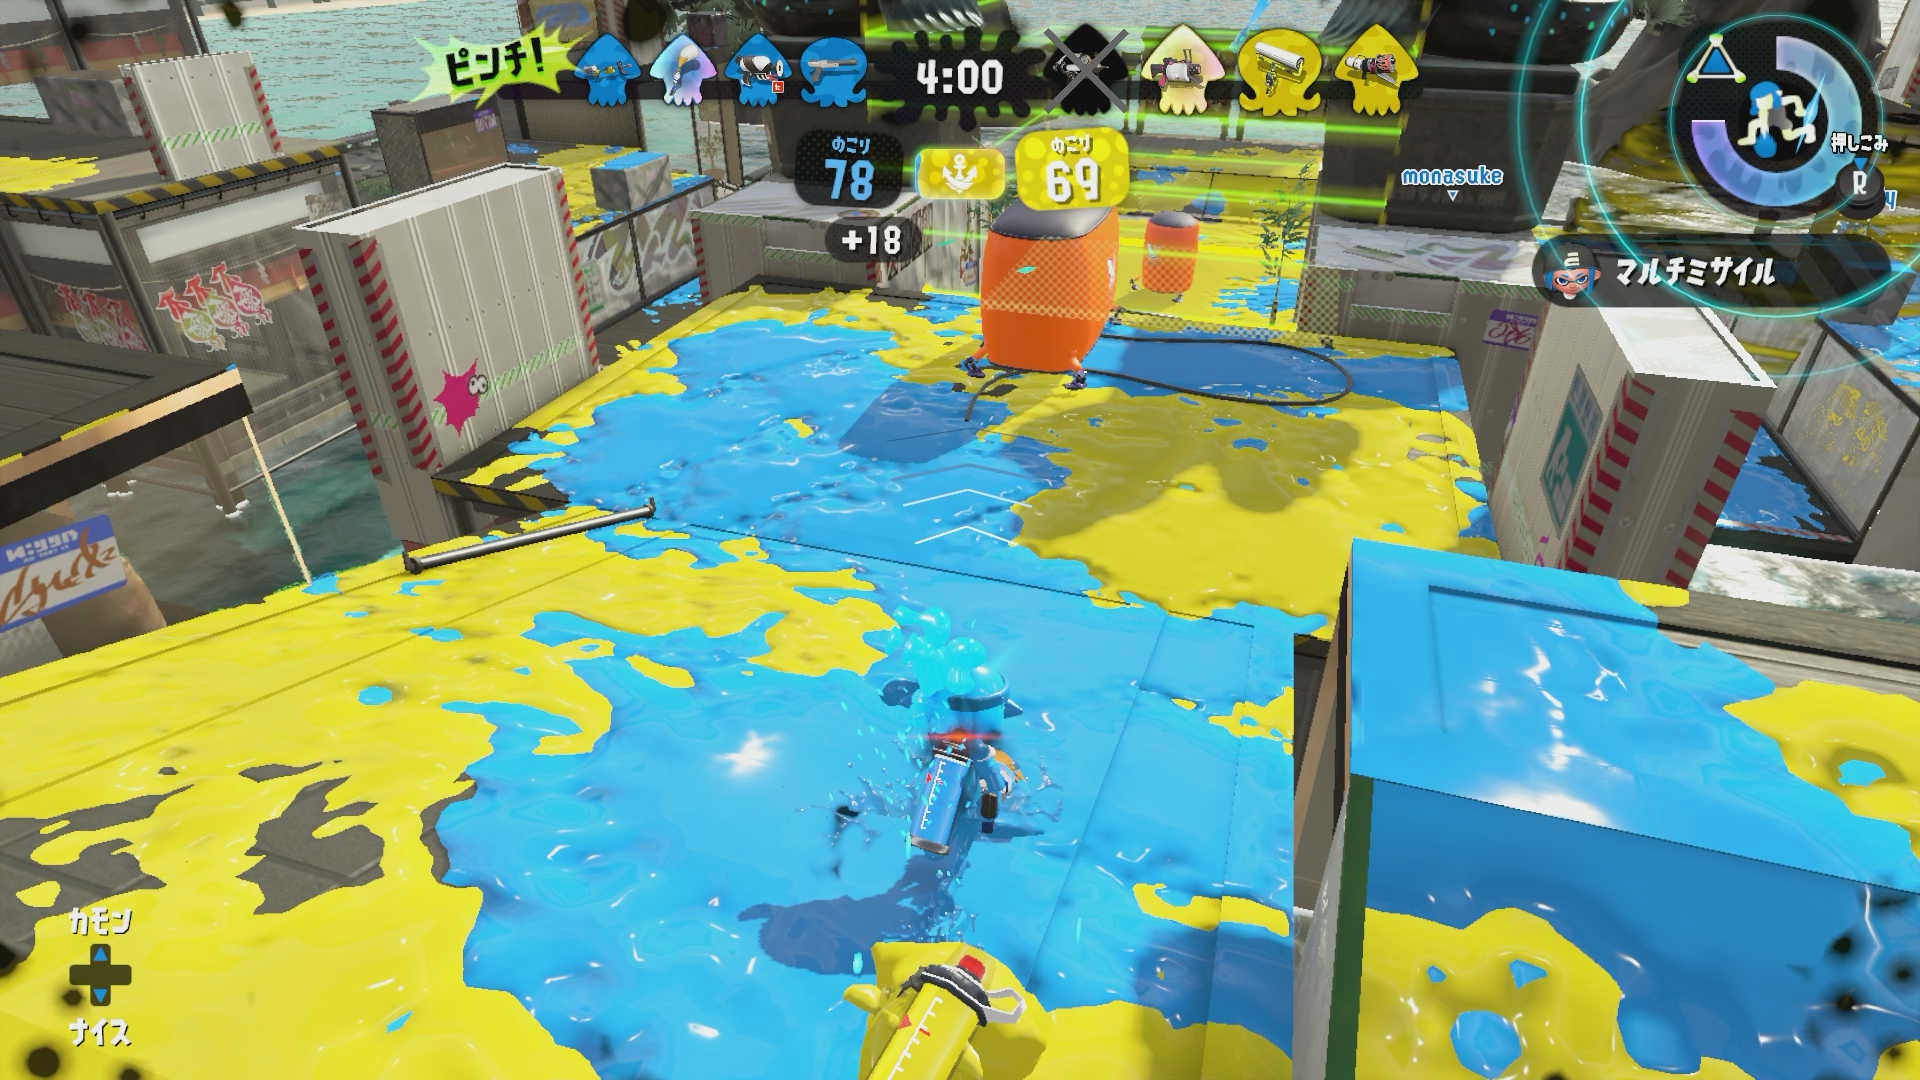 ピンチ!
4:00
のこり
78
のこり
69
+18
monasuke
押しこみ
R
マルチミサイル
カモン
ナイス